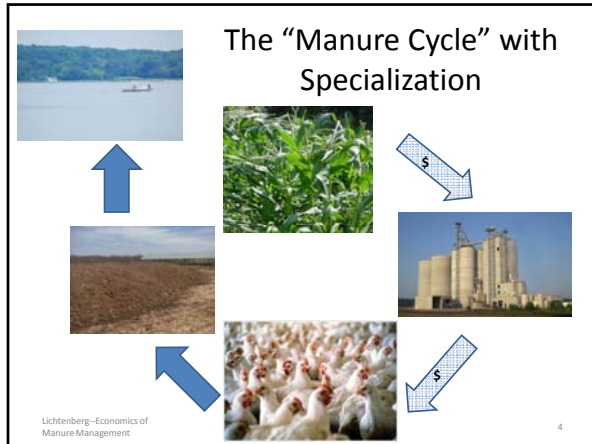 The “Manure Cycle” with
Specialization
$
$
Lichtenberg--Economics of
Manure Management
4